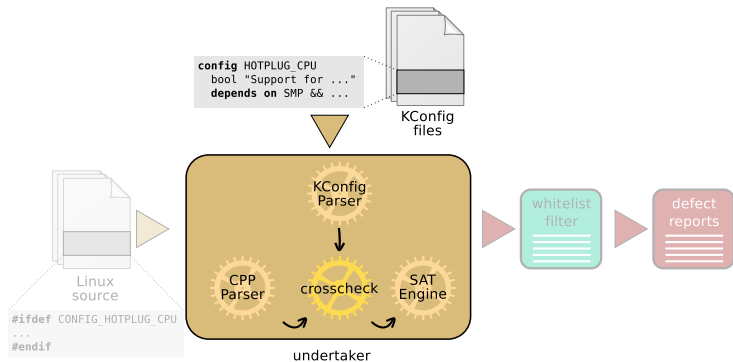 config HOTPLUG_CPU
bool "Support for ..."
depends on SMP && ...
KConfig
files
KConfig
Parser
CPP
Parser
crosscheck
SAT
Engine
undertaker
Linux
source
#ifdef CONFIG_HOTPLUG_CPU
...
#endif
whitelist
filter
defect
reports